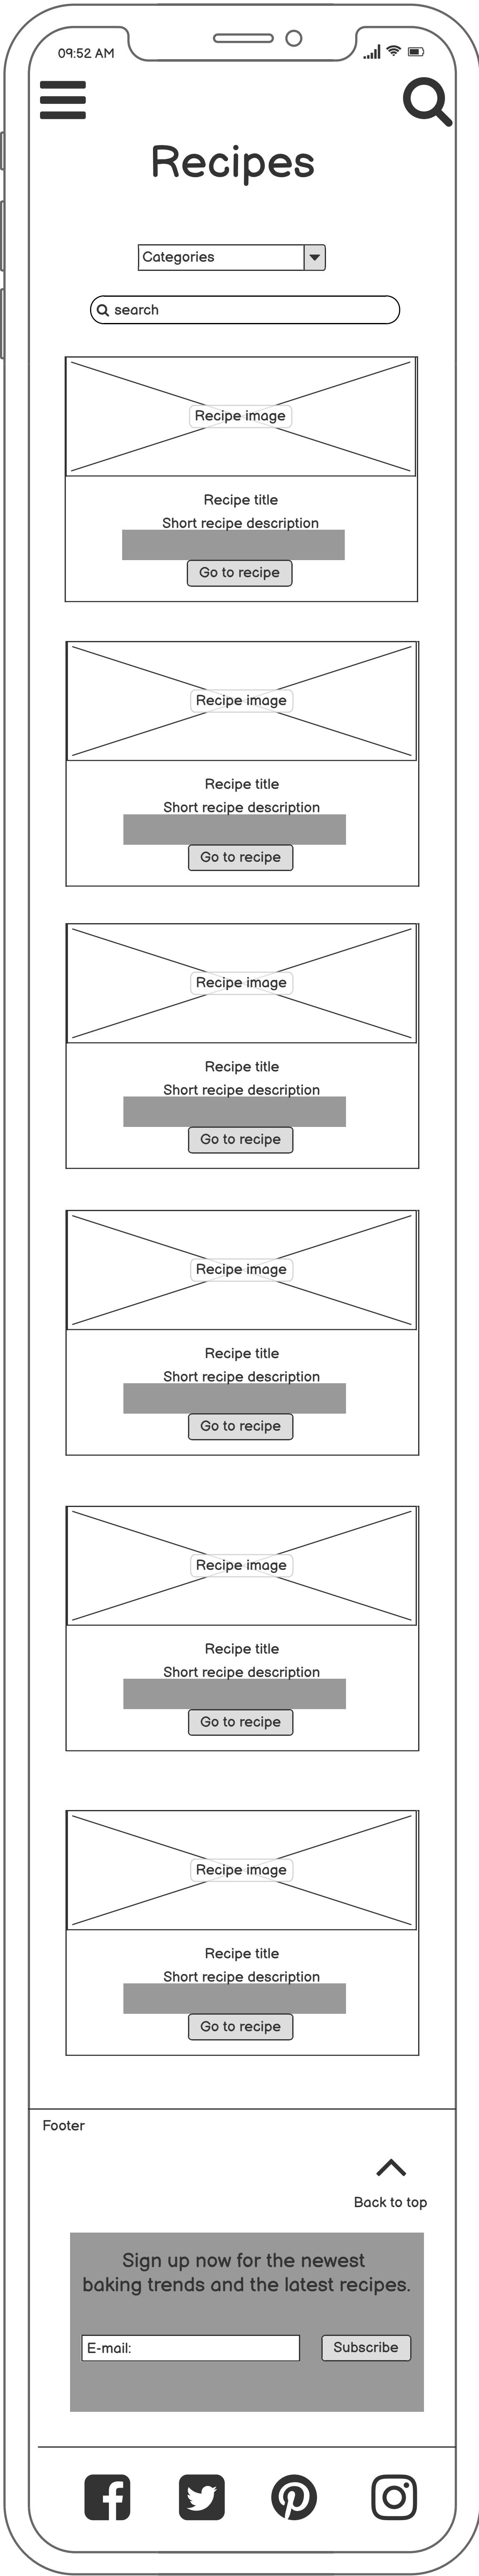 09:52 AM
Recipes
Categories
search
Recipe image
Recipe title
Short recipe description
Go to recipe
Recipe image
Recipe title
Short recipe description
Go to recipe
Recipe image
Recipe title
Short recipe description
Go to recipe
Recipe image
Recipe title
Short recipe description
Go to recipe
Recipe image
Recipe title
Short recipe description
Go to recipe
Recipe image
Recipe title
Short recipe description
Go to recipe
Footer
Back to top
Sign up now for the newest
baking trends and the latest recipes.
E-mail:
Subscribe